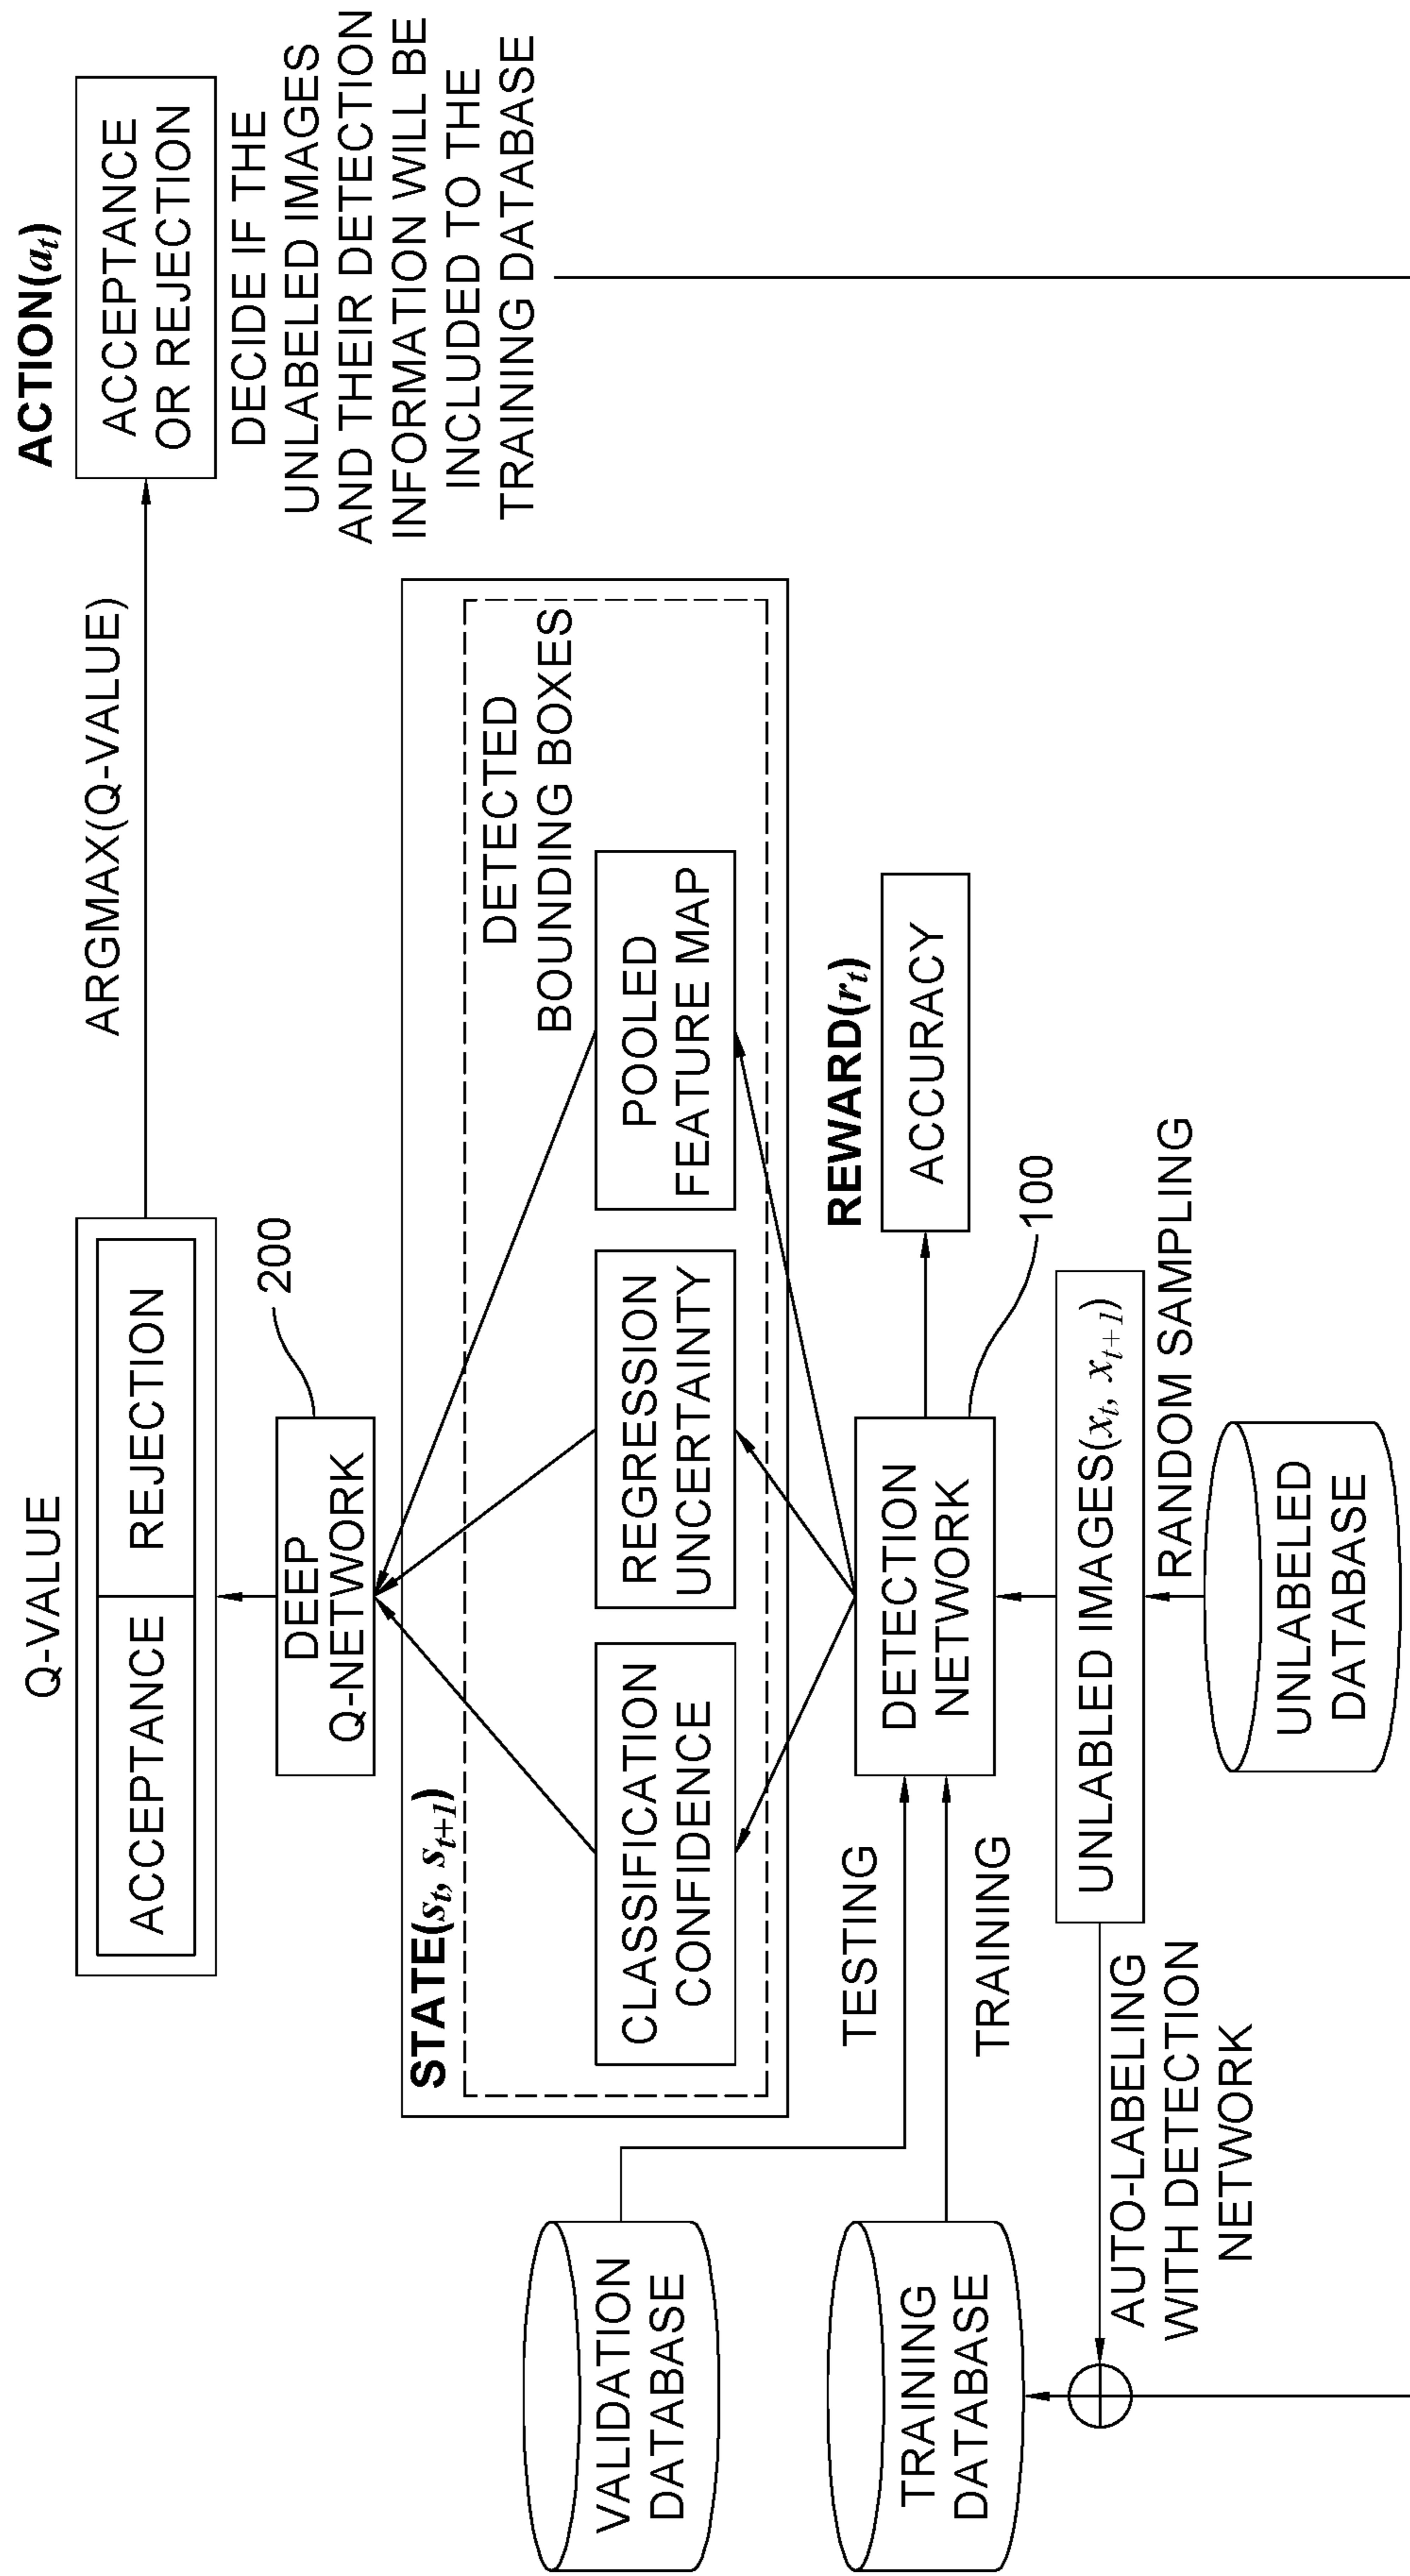 Q-VALUE
ACCEPTANCE
REJECTION
ARGMAX(Q-VALUE)
ACTION(a_t)
ACCEPTANCE
OR REJECTION
DECIDE IF THE
UNLABELED IMAGES
AND THEIR DETECTION
INFORMATION WILL BE
INCLUDED TO THE
TRAINING DATABASE
200
DEEP
Q-NETWORK
STATE(s_t, s_{t+1})
DETECTED
BOUNDING BOXES
CLASSIFICATION
CONFIDENCE
REGRESSION
UNCERTAINTY
POOLED
FEATURE MAP
VALIDATION
DATABASE
TESTING
TRAINING
DATABASE
TRAINING
DETECTION
NETWORK
REWARD(r_t)
ACCURACY
100
UNLABLED IMAGES(x_t, x_{t+1})
AUTO-LABELING
WITH DETECTION
NETWORK
RANDOM SAMPLING
UNLABELED
DATABASE